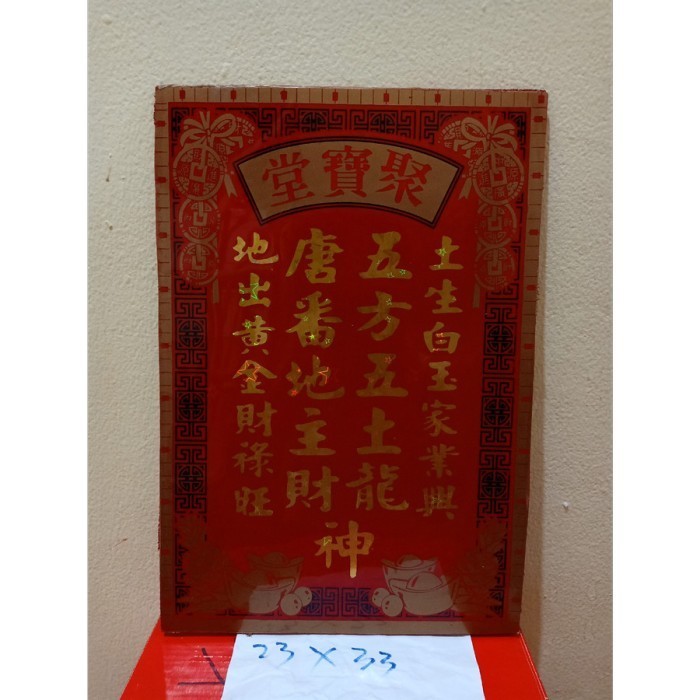 聚寶堂
土生白玉家業興
五方五土龍
唐番地主財
神
地出黃金財祿旺
23 X 33